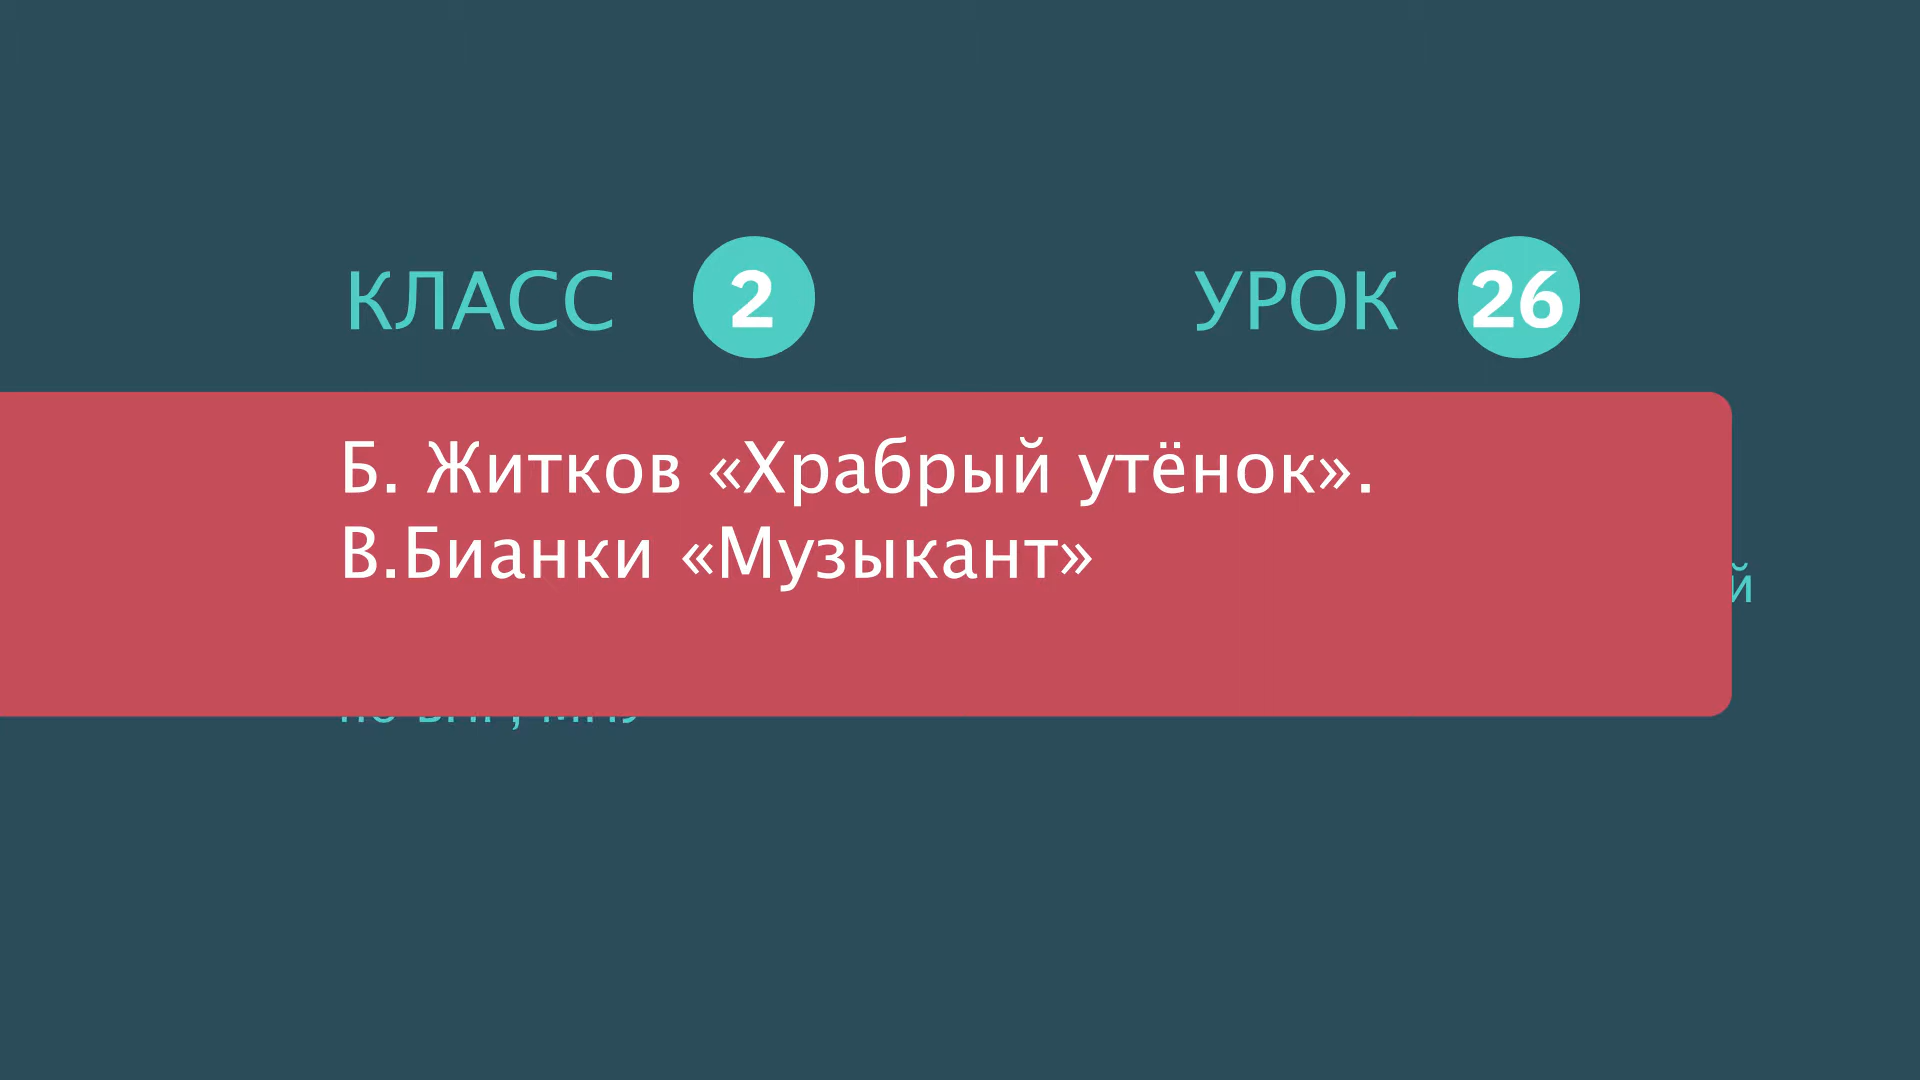 КЛАСС 2 УРОК 26
Б. Житков «Храбрый утёнок».
В.Бианки «Музыкант»